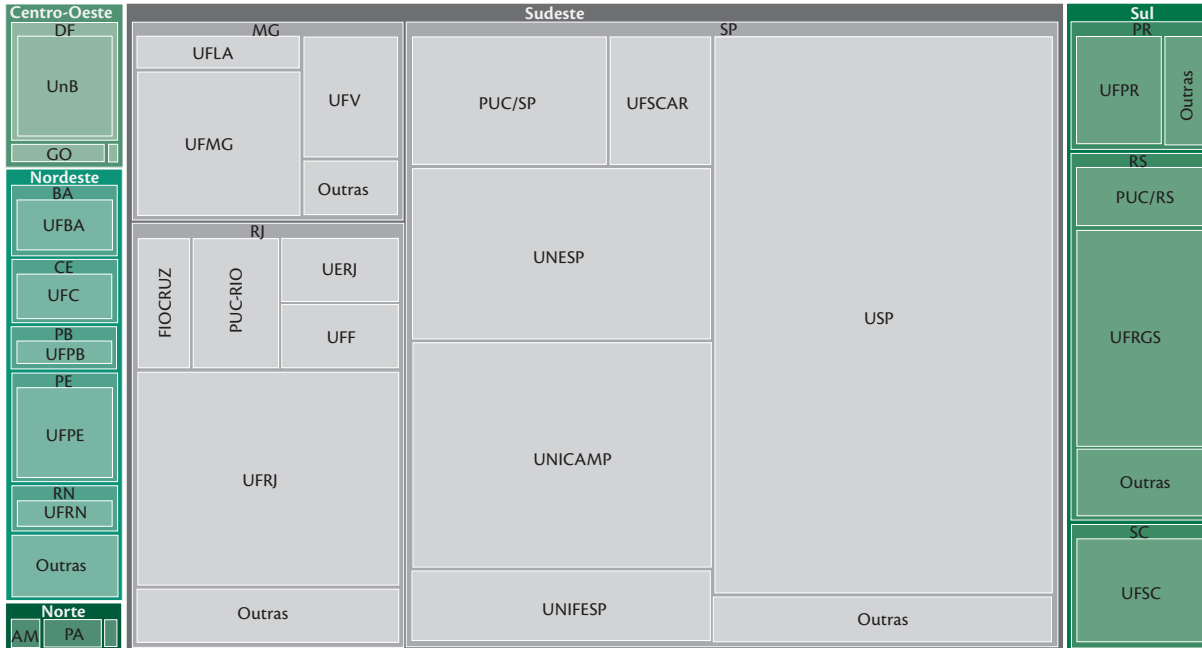 Centro-Oeste
DF
UnB
GO
Nordeste
BA
UFBA
CE
UFC
PB
UFPB
PE
UFPE
RN
UFRN
Outras
Norte
AM
PA
Sudeste
MG
UFLA
UFMG
UFV
Outras
RJ
FIOCRUZ
PUC-RIO
UERJ
UFF
UFRJ
Outras
SP
PUC/SP
UFSCAR
UNESP
UNICAMP
UNIFESP
USP
Outras
Sul
PR
UFPR
Outras
RS
PUC/RS
UFRGS
Outras
SC
UFSC